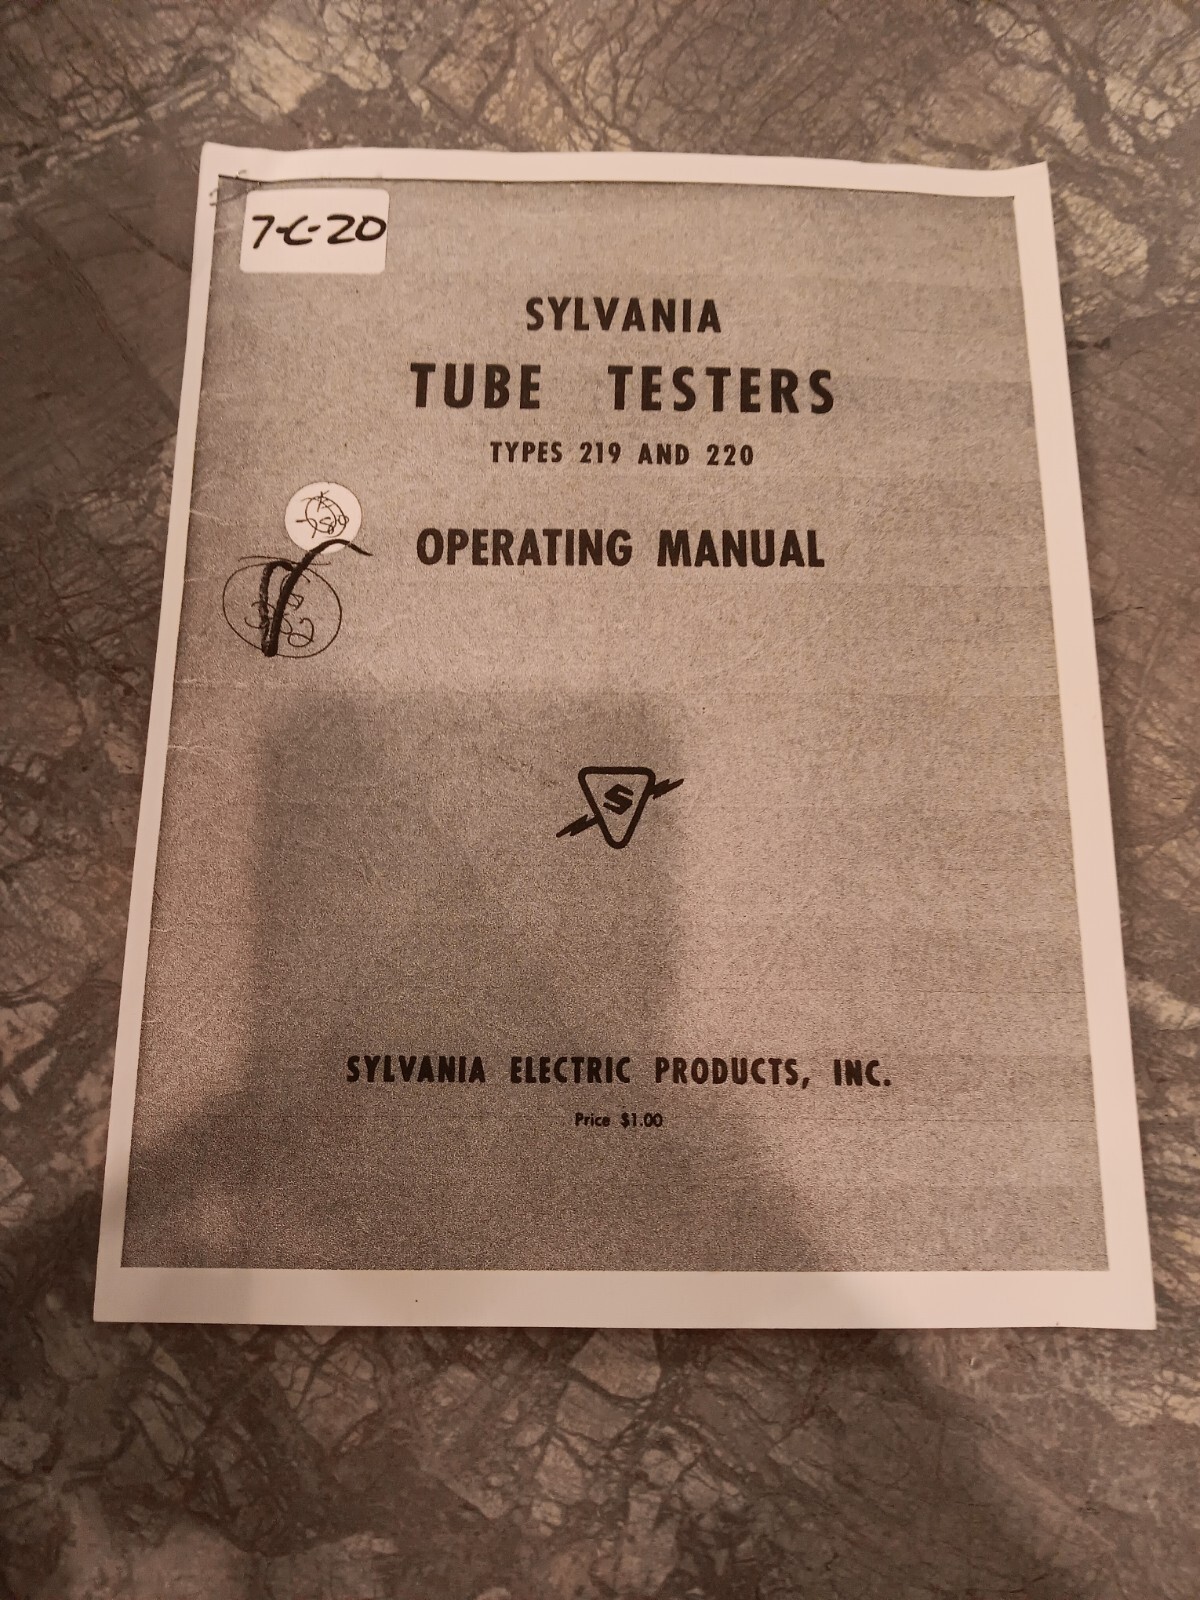 7-C-20
SYLVANIA
TUBE TESTERS
TYPES 219 AND 220
OPERATING MANUAL
S
SYLVANIA ELECTRIC PRODUCTS, INC.
Price $1.00